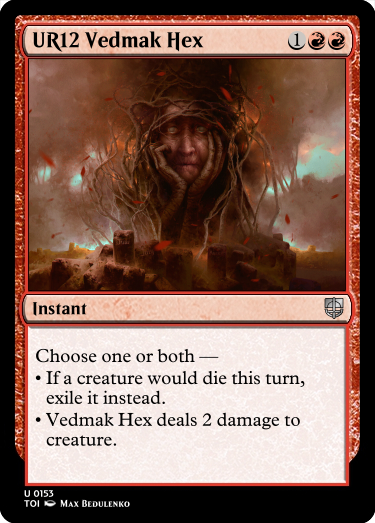 UR12 Vedmak Hex 1
Instant
Choose one or both —
• If a creature would die this turn,
exile it instead.
• Vedmak Hex deals 2 damage to
creature.
U 0153
TOI Max Bedulenko